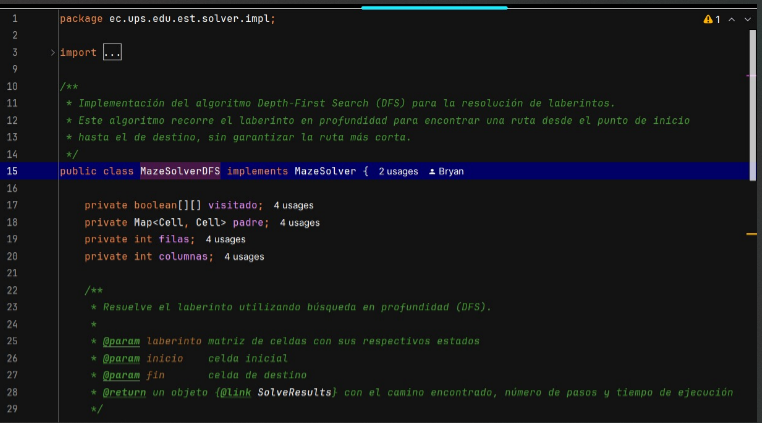 1 package ec.ups.edu.est.solver.impl; 1
2
3 > import ...
9
10 /**
11 * Implementación del algoritmo Depth-First Search (DFS) para la resolución de laberintos.
12 * Este algoritmo recorre el laberinto en profundidad para encontrar una ruta desde el punto de inicio
13 * hasta el de destino, sin garantizar la ruta más corta.
14 */
15 public class MazeSolverDFS implements MazeSolver { 2 usages Bryan
16
17 private boolean[][] visitado; 4 usages
18 private Map<Cell, Cell> padre; 4 usages
19 private int filas; 4 usages
20 private int columnas; 4 usages
21
22 /**
23 * Resuelve el laberinto utilizando búsqueda en profundidad (DFS).
24 *
25 * @param laberinto matriz de celdas con sus respectivos estados
26 * @param inicio celda inicial
27 * @param fin celda de destino
28 * @return un objeto {@link SolveResults} con el camino encontrado, número de pasos y tiempo de ejecución
29 */